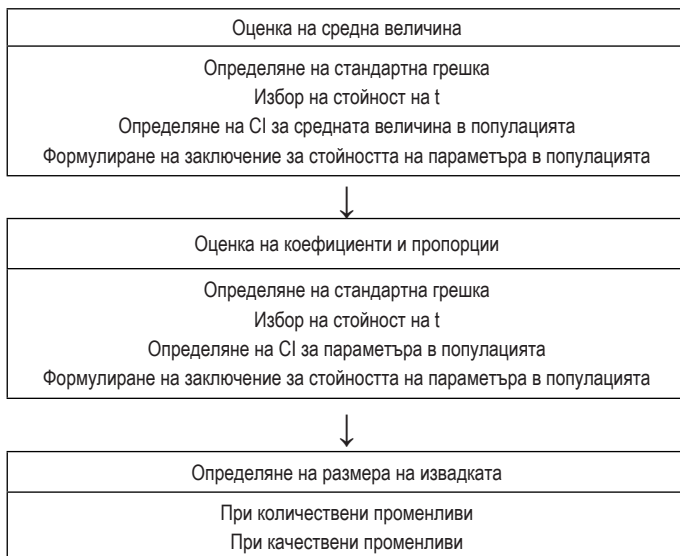 Оценка на средна величина
Определяне на стандартна грешка
Избор на стойност на t
Определяне на CI за средната величина в популацията
Формулиране на заключение за стойността на параметъра в популацията
Оценка на коефициенти и пропорции
Определяне на стандартна грешка
Избор на стойност на t
Определяне на CI за параметъра в популацията
Формулиране на заключение за стойността на параметъра в популацията
Определяне на размера на извадката
При количествени променливи
При качествени променливи